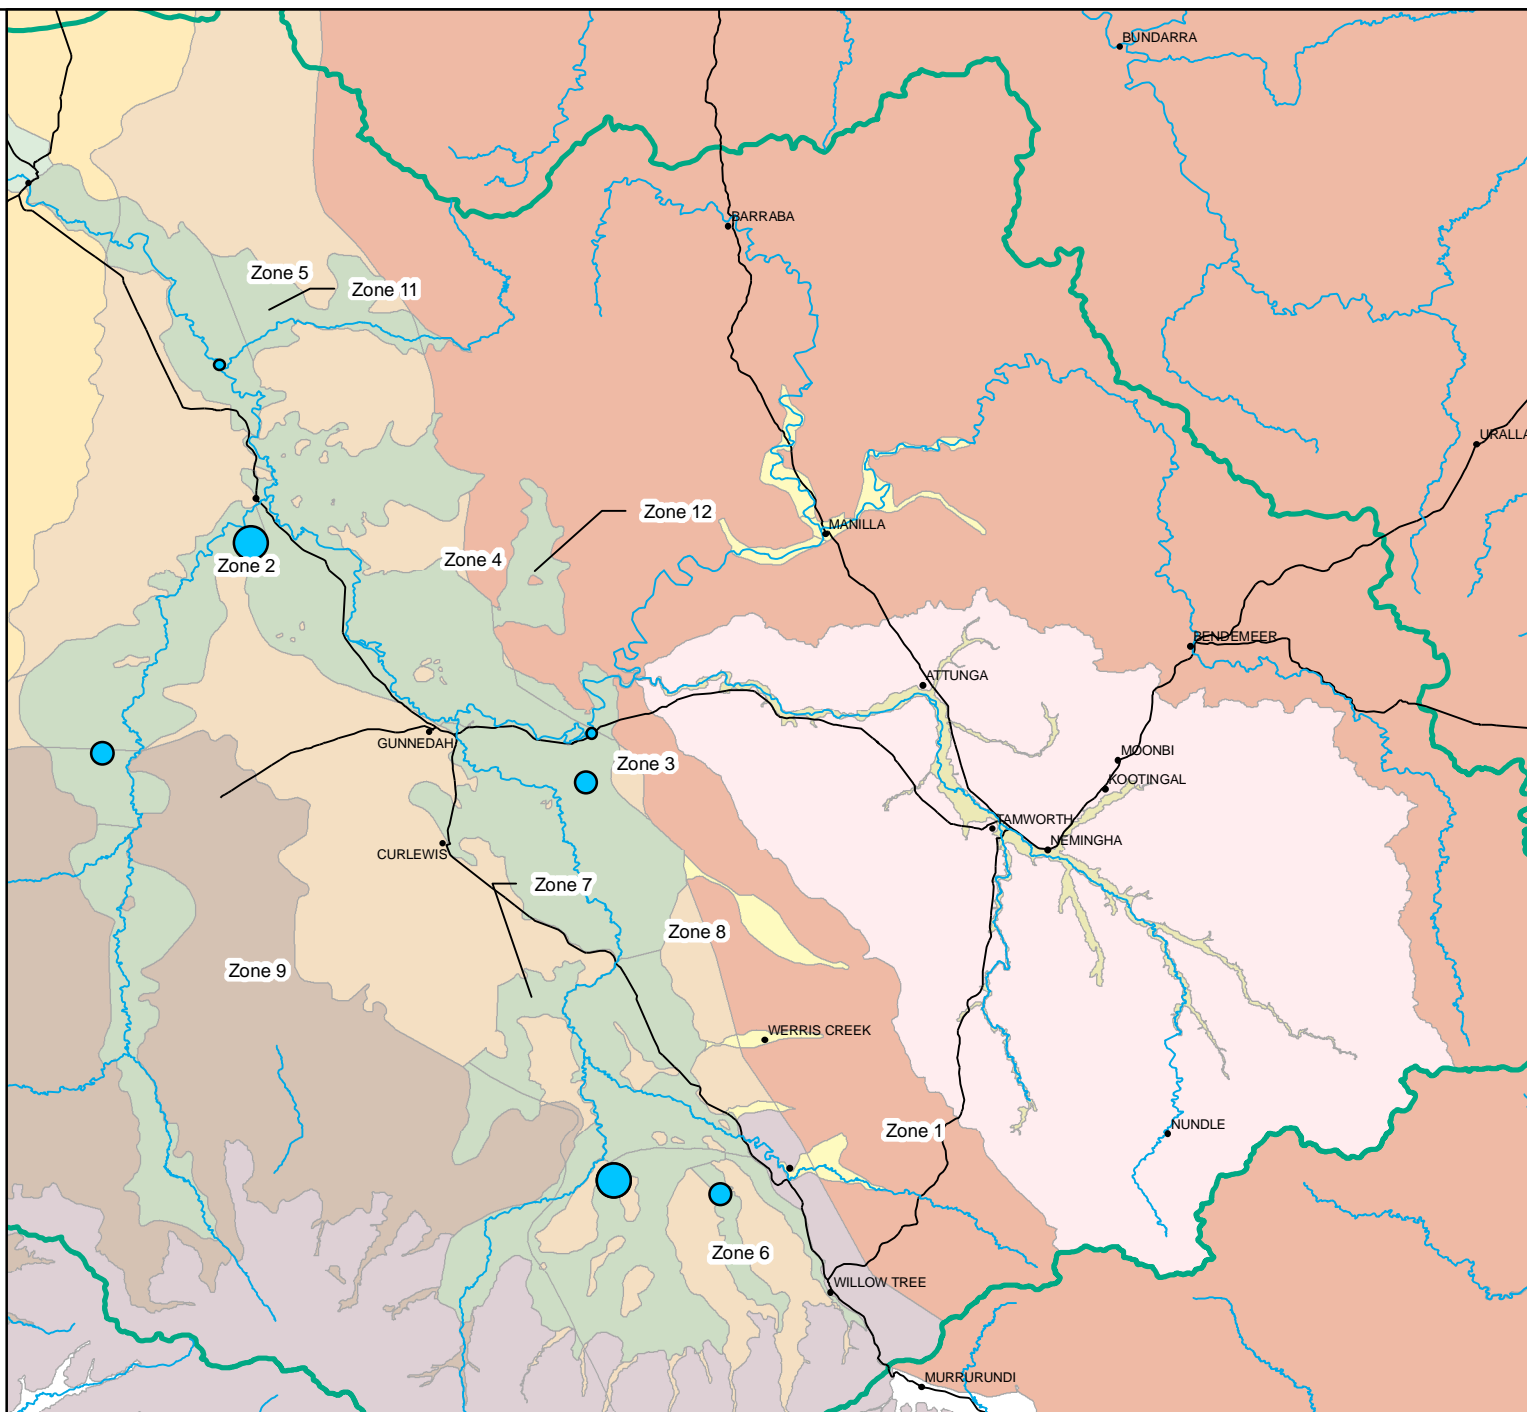 BUNDARRA
BARRABA
Zone 5
Zone 11
URALLA
Zone 12
MANILLA
Zone 4
Zone 2
BENDEMEER
ATTUNGA
GUNNEDAH
MOONBI
Zone 3
KOOTINGAL
TAMWORTH
NEMINGHA
CURLEWIS
Zone 7
Zone 8
Zone 9
WERRIS CREEK
NUNDLE
Zone 1
Zone 6
WILLOW TREE
MURRURUNDI